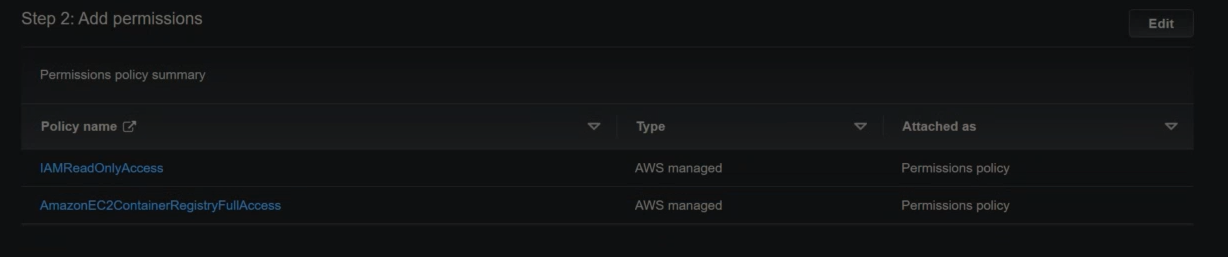 Step 2: Add permissions
Edit
Permissions policy summary
Policy name Type Attached as
IAMReadOnlyAccess AWS managed Permissions policy
AmazonEC2ContainerRegistryFullAccess AWS managed Permissions policy